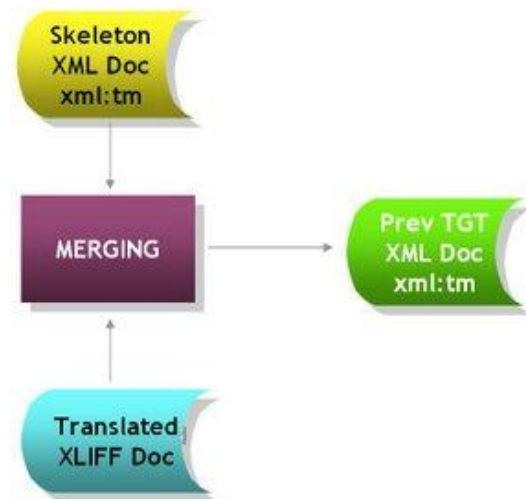 Skeleton
XML Doc
xml:tm
MERGING
Prev TGT
XML Doc
xml:tm
Translated
XLIFF Doc